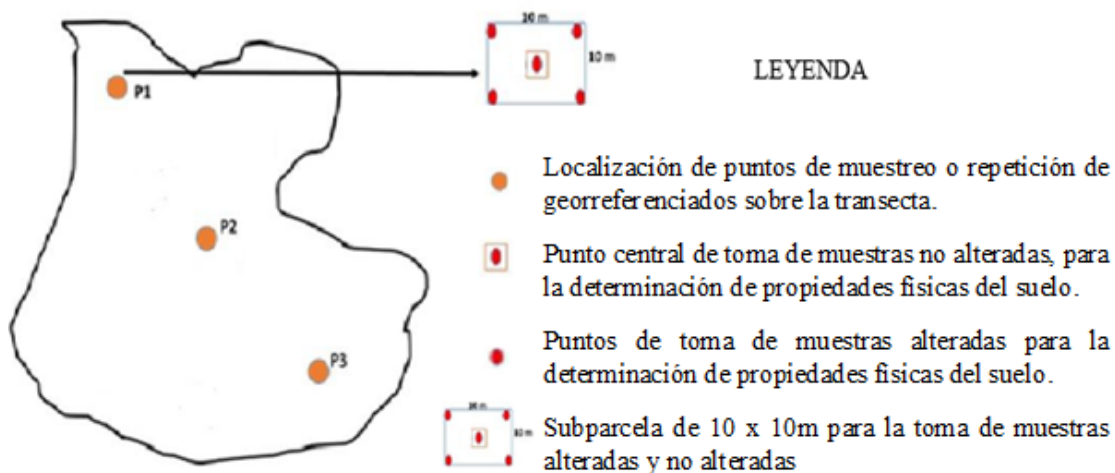 10 m
10 m
LEYENDA
P1
Localización de puntos de muestreo o repetición de
georreferenciados sobre la transecta.
P2
Punto central de toma de muestras no alteradas, para
la determinación de propiedades físicas del suelo.
Puntos de toma de muestras alteradas para la
determinación de propiedades físicas del suelo.
P3
10 m
10 m
Subparcela de 10 x 10m para la toma de muestras
alteradas y no alteradas